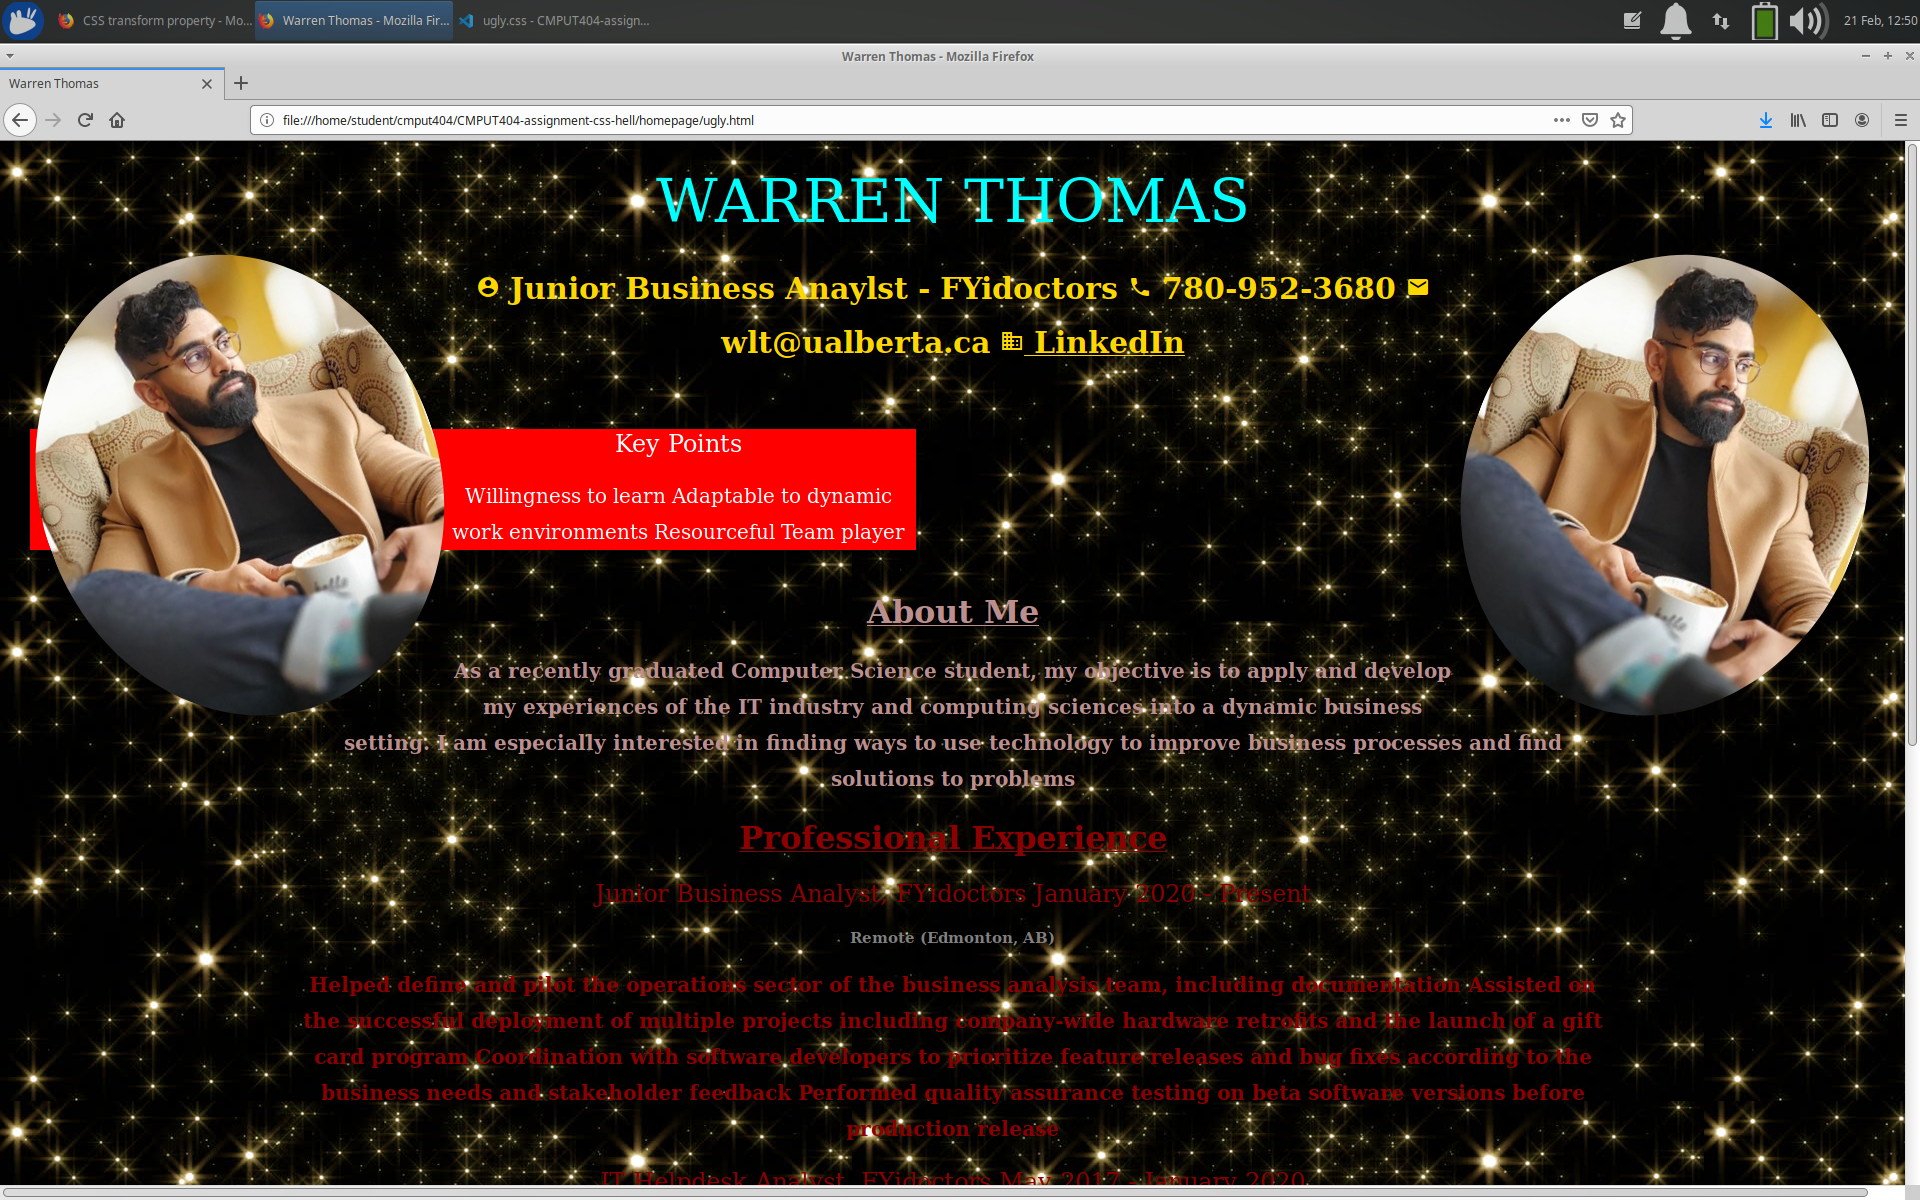 CSS transform property - Mo...
Warren Thomas - Mozilla Fir...
ugly.css - CMPUT404-assign...
21 Feb, 12:50
Warren Thomas - Mozilla Firefox
Warren Thomas
file:///home/student/cmput404/CMPUT404-assignment-css-hell/homepage/ugly.html
WARREN THOMAS
Junior Business Anaylst - FYidoctors 780-952-3680
wlt@ualberta.ca LinkedIn
Key Points
Willingness to learn Adaptable to dynamic
work environments Resourceful Team player
hello
About Me
As a recently graduated Computer Science student, my objective is to apply and develop
my experiences of the IT industry and computing sciences into a dynamic business
setting. I am especially interested in finding ways to use technology to improve business processes and find
solutions to problems
Professional Experience
Junior Business Analyst, FYidoctors January 2020 - Present
Remote (Edmonton, AB)
Helped define and pilot the operations sector of the business analysis team, including documentation Assisted on
the successful deployment of multiple projects including company-wide hardware retrofits and the launch of a gift
card program Coordination with software developers to prioritize feature releases and bug fixes according to the
business needs and stakeholder feedback Performed quality assurance testing on beta software versions before
production release
IT Helpdesk Analyst, FYidoctors May 2017 - January 2020